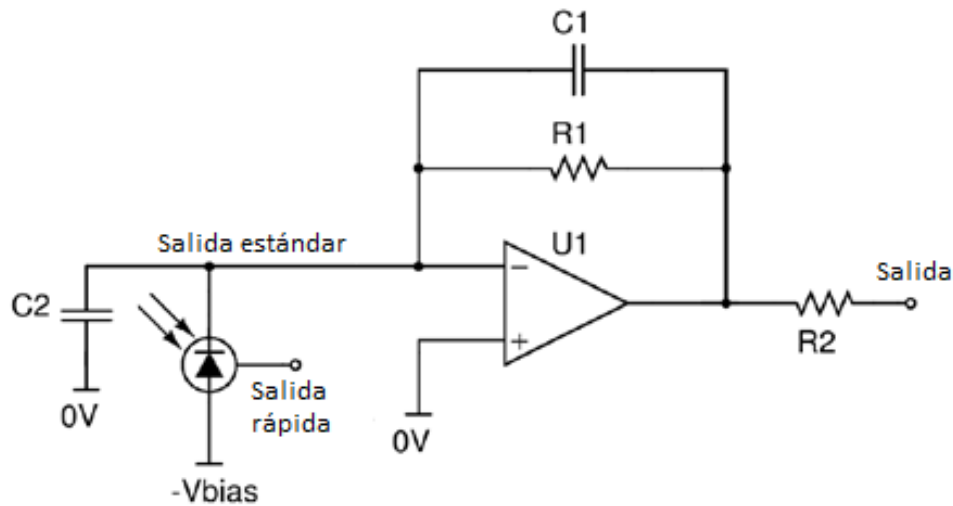 C1
R1
U1
Salida estándar
Salida
C2
−
+
R2
Salida
rápida
0V
0V
-Vbias